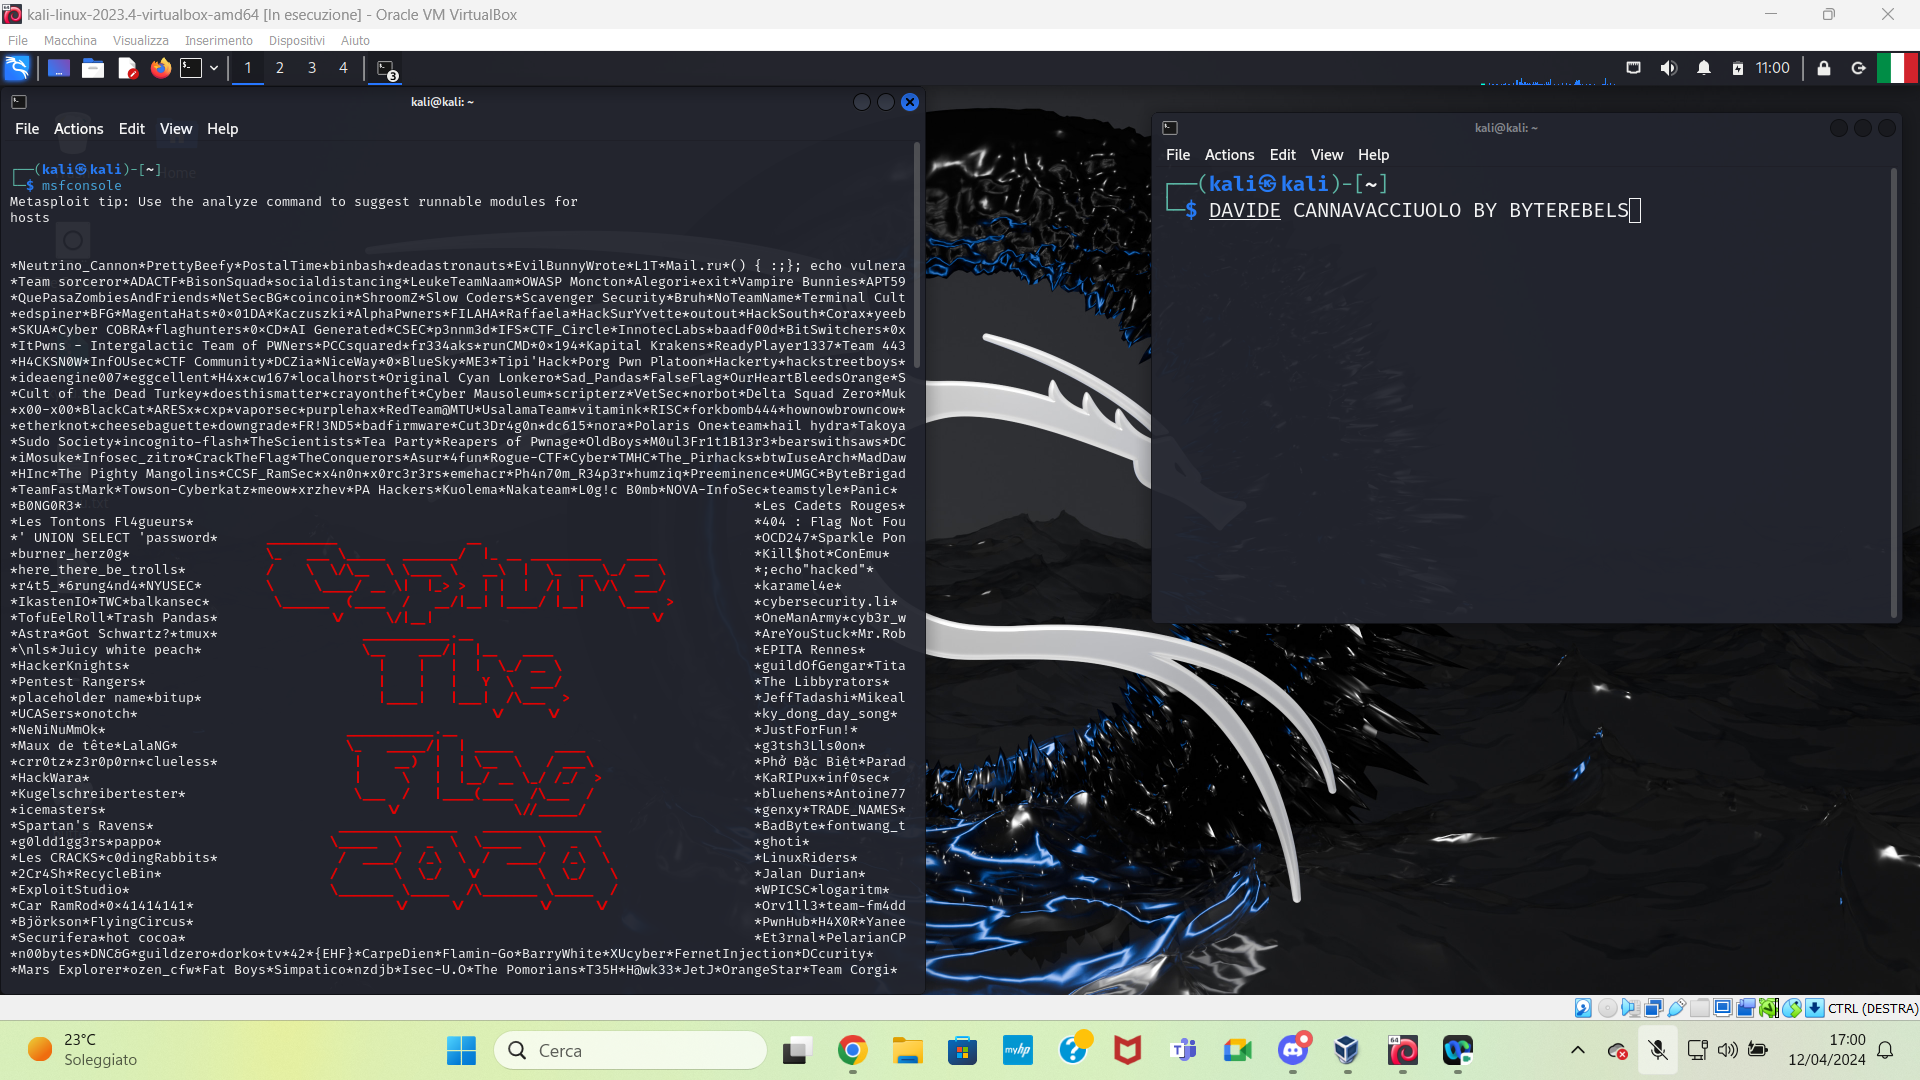 kali-linux-2023.4-virtualbox-amd64 [In esecuzione] - Oracle VM VirtualBox
File Macchina Visualizza Inserimento Dispositivi Aiuto
1 2 3 4 3 11:00
kali@kali: ~
File Actions Edit View Help
┌──(kali㉿kali)-[~]
└─$ msfconsole
Metasploit tip: Use the analyze command to suggest runnable modules for
hosts
*Neutrino_Cannon*PrettyBeefy*PostalTime*binbash*deadastronauts*EvilBunnyWrote*L1T*Mail.ru*() { :;}; echo vulnera
*Team sorceror*ADACTF*BisonSquad*socialdistancing*LeukeTeamNaam*OWASP Moncton*Alegori*exit*Vampire Bunnies*APT59
*QuePasaZombiesAndFriends*NetSecBG*coincoin*ShroomZ*Slow Coders*Scavenger Security*Bruh*NoTeamName*Terminal Cult
*edspiner*BFG*MagentaHats*0×01DA*Kaczuszki*AlphaPwners*FILAHA*Raffaela*HackSurYvette*outout*HackSouth*Corax*yeeb
*SKUA*Cyber COBRA*flaghunters*0×CD*AI Generated*CSEC*p3nnm3d*IFS*CTF_Circle*InnotecLabs*baadf00d*BitSwitchers*0x
*ItPwns - Intergalactic Team of PWNers*PCCsquared*fr334aks*runCMD*0×194*Kapital Krakens*ReadyPlayer1337*Team 443
*H4CKSN0W*InfOUsec*CTF Community*DCZia*NiceWay*0×BlueSky*ME3*Tipi'Hack*Porg Pwn Platoon*Hackerty*hackstreetboys*
*ideaengine007*eggcellent*H4x*cw167*localhorst*Original Cyan Lonkero*Sad_Pandas*FalseFlag*OurHeartBleedsOrange*S
*Cult of the Dead Turkey*doesthismatter*crayontheft*Cyber Mausoleum*scripterz*VetSec*norbot*Delta Squad Zero*Muk
*x00-x00*BlackCat*ARESx*cxp*vaporsec*purplehax*RedTeam@MTU*UsalamaTeam*vitamink*RISC*forkbomb444*hownowbrowncow*
*etherknot*cheesebaguette*downgrade*FR!3ND5*badfirmware*Cut3Dr4g0n*dc615*nora*Polaris One*team*hail hydra*Takoya
*Sudo Society*incognito-flash*TheScientists*Tea Party*Reapers of Pwnage*OldBoys*M0ul3Fr1t1B13r3*bearswithsaws*DC
*iMosuke*Infosec_zitro*CrackTheFlag*TheConquerors*Asur*4fun*Rogue-CTF*Cyber*TMHC*The_Pirhacks*btwIuseArch*MadDaw
*HInc*The Pighty Mangolins*CCSF_RamSec*x4n0n*x0rc3r3rs*emehacr*Ph4n70m_R34p3r*humziq*Preeminence*UMGC*ByteBrigad
*TeamFastMark*Towson-Cyberkatz*meow*xrzhev*PA Hackers*Kuolema*Nakateam*L0g!c B0mb*NOVA-InfoSec*teamstyle*Panic*
*B0NG0R3* *Les Cadets Rouges*
*Les Tontons Fl4gueurs* *404 : Flag Not Fou
*' UNION SELECT 'password* *OCD247*Sparkle Pon
*burner_herz0g* *Kill$hot*ConEmu*
*here_there_be_trolls* *;echo"hacked"*
*r4t5_*6rung4nd4*NYUSEC* *karamel4e*
*IkastenIO*TWC*balkansec* *cybersecurity.li*
*TofuEelRoll*Trash Pandas* *OneManArmy*cyb3r_w
*Astra*Got Schwartz?*tmux* *AreYouStuck*Mr.Rob
*\nls*Juicy white peach* *EPITA Rennes*
*HackerKnights* *guildOfGengar*Tita
*Pentest Rangers* *The Libbyrators*
*placeholder name*bitup* *JeffTadashi*Mikeal
*UCASers*onotch* *ky_dong_day_song*
*NeNiNuMmOk* *JustForFun!*
*Maux de tête*LalaNG* *g3tsh3Lls0on*
*crr0tz*z3r0p0rn*clueless* *Phở Đặc Biệt*Parad
*HackWara* *KaRIPux*inf0sec*
*Kugelschreibertester* *bluehens*Antoine77
*icemasters* *genxy*TRADE_NAMES*
*Spartan's Ravens* *BadByte*fontwang_t
*g0ldd1gg3rs*pappo* *ghoti*
*Les CRACKS*c0dingRabbits* *LinuxRiders*
*2Cr4Sh*RecycleBin* *Jalan Durian*
*ExploitStudio* *WPICSC*logaritm*
*Car RamRod*0×41414141* *Orv1ll3*team-fm4dd
*Björkson*FlyingCircus* *PwnHub*H4X0R*Yanee
*Securifera*hot cocoa* *Et3rnal*PelarianCP
Capture
The
Flag
2020
*n00bytes*DNC&G*guildzero*dorko*tv*42*{EHF}*CarpeDien*Flamin-Go*BarryWhite*XUcyber*FernetInjection*DCcurity*
*Mars Explorer*ozen_cfw*Fat Boys*Simpatico*nzdjb*Isec-U.O*The Pomorians*T35H*H@wk33*JetJ*OrangeStar*Team Corgi*
kali@kali: ~
File Actions Edit View Help
┌──(kali㉿kali)-[~]
└─$ DAVIDE CANNAVACCIUOLO BY BYTEREBELS
CTRL (DESTRA)
23°C
Soleggiato
Cerca
myhp
17:00
12/04/2024